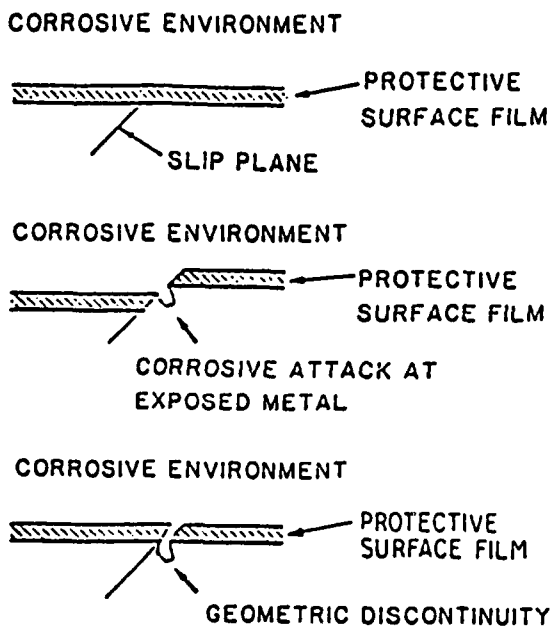 CORROSIVE ENVIRONMENT
PROTECTIVE
SURFACE FILM
SLIP PLANE
CORROSIVE ENVIRONMENT
PROTECTIVE
SURFACE FILM
CORROSIVE ATTACK AT
EXPOSED METAL
CORROSIVE ENVIRONMENT
PROTECTIVE
SURFACE FILM
GEOMETRIC DISCONTINUITY